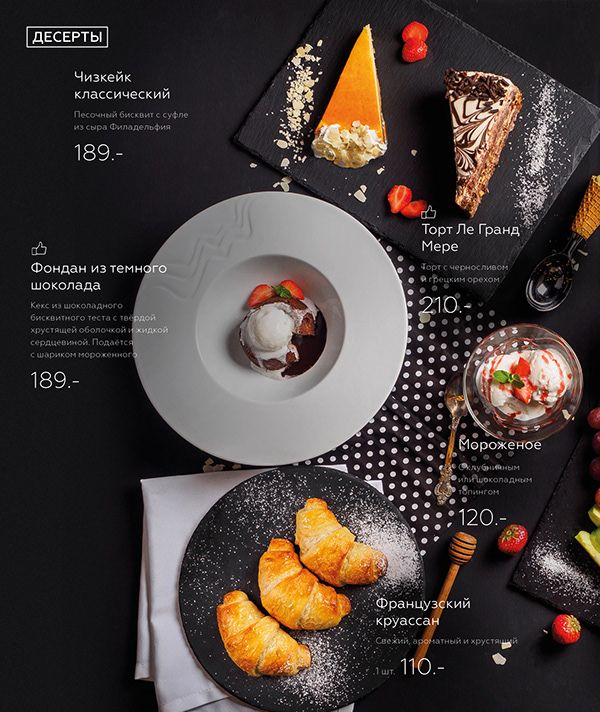 ДЕСЕРТЫ
Чизкейк
классический
Песочный бисквит с суфле
из сыра Филадельфия
189.-
Торт Ле Гранд
Мере
Торт с черносливом
и грецким орехом
210.-
Фондан из темного
шоколада
Кекс из шоколадного
бисквитного теста с твёрдой
хрустящей оболочкой и жидкой
сердцевиной. Подаётся
с шариком мороженного
189.-
Мороженое
С клубничным
или шоколадным
топингом
120.-
Французский
круассан
Свежий, ароматный и хрустящий
1 шт. 110.-